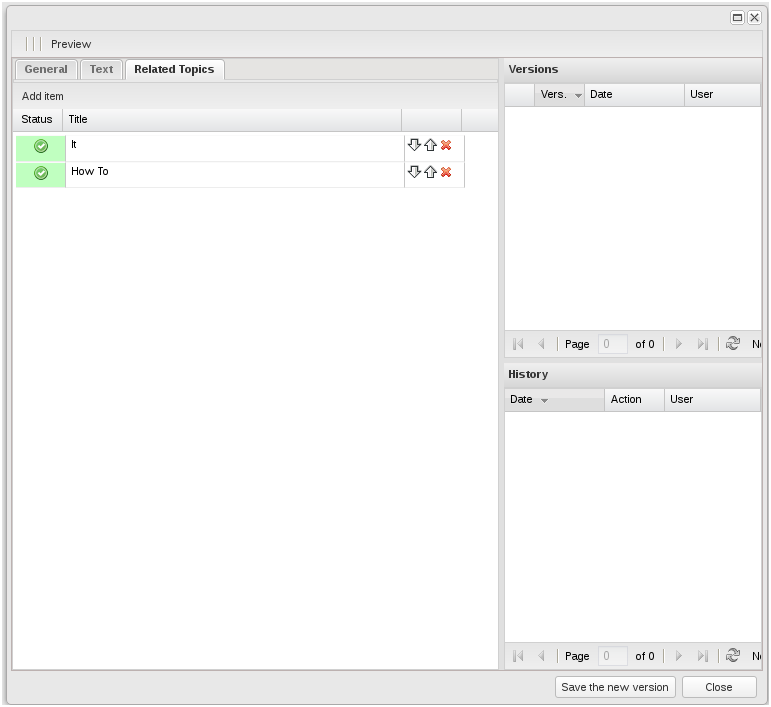 Preview
General Text Related Topics
Add item
Status Title
It
How To
Versions
Vers. Date User
Page 0 of 0
History
Date Action User
Page 0 of 0
Save the new version Close